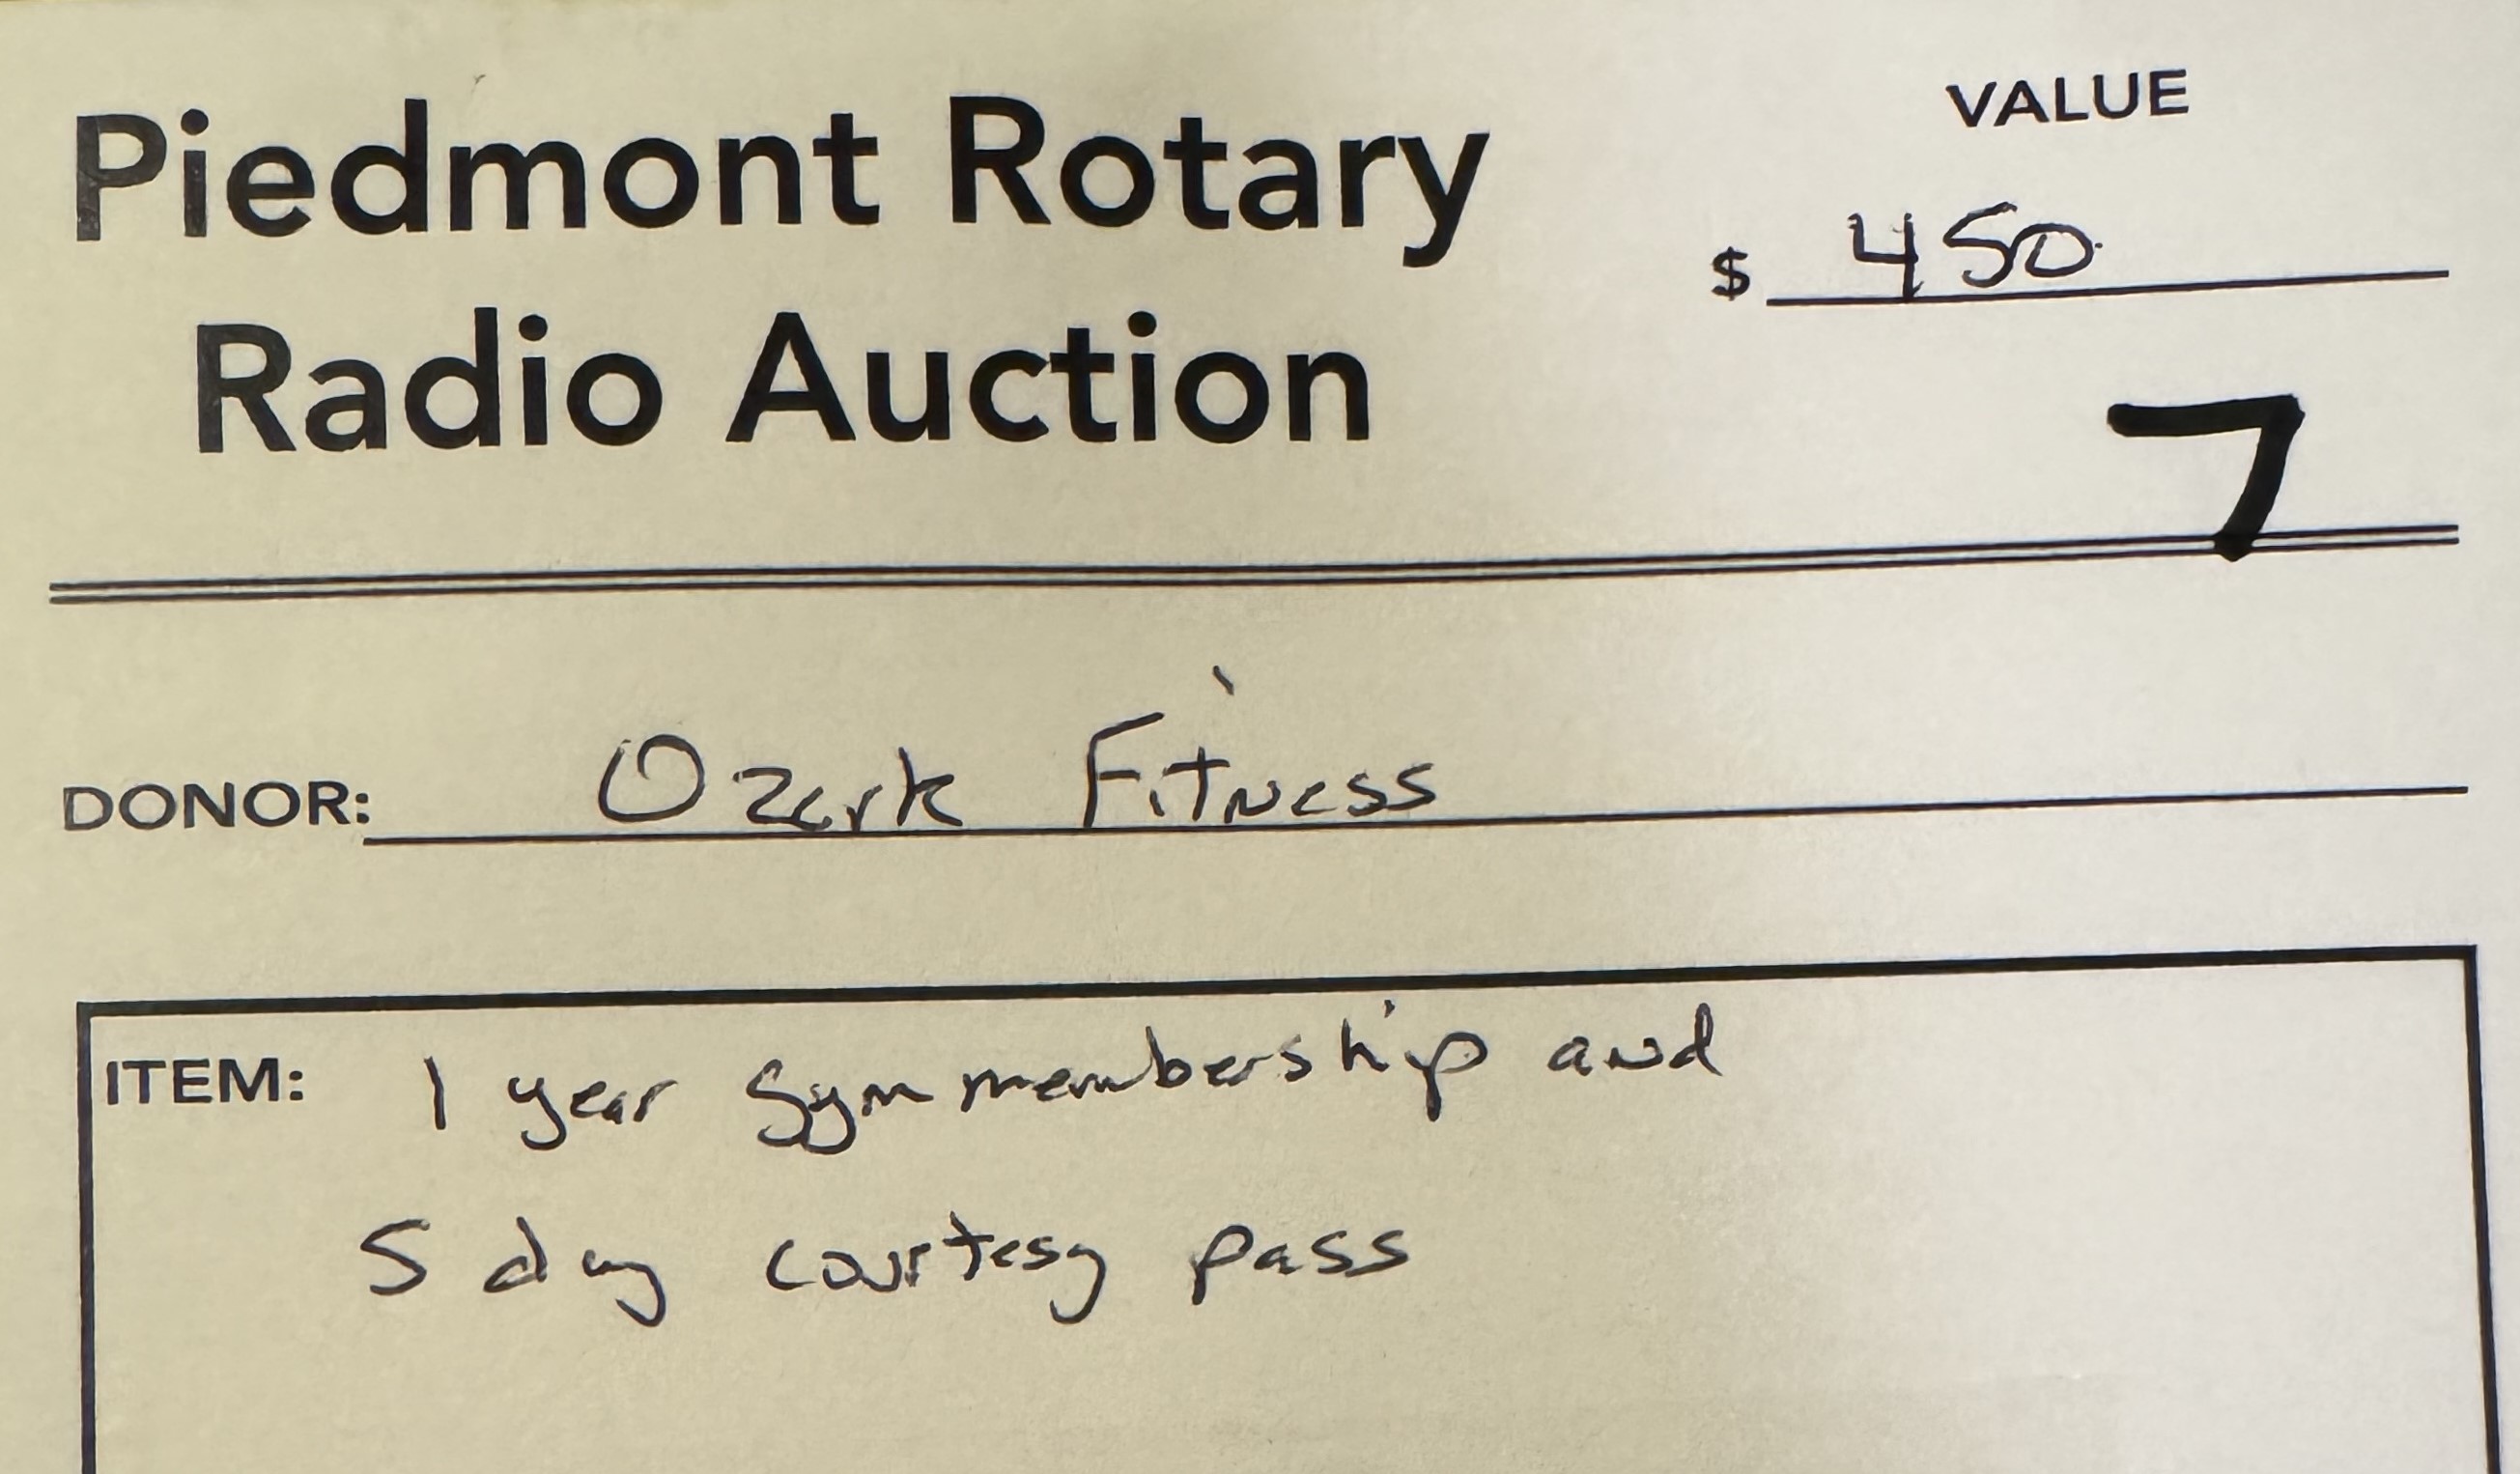 Piedmont Rotary
Radio Auction
VALUE
$ 450
7
DONOR: Ozark Fitness
ITEM: 1 year gym membership and
5 day courtesy pass